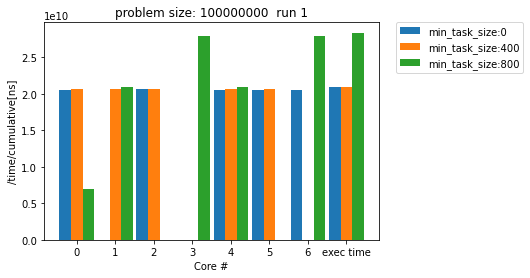 problem size: 100000000  run 1
1e10
min_task_size:0
min_task_size:400
min_task_size:800
2.5
2.0
1.5
1.0
0.5
0.0
/time/cumulative[ns]
0 1 2 3 4 5 6 exec time
Core #